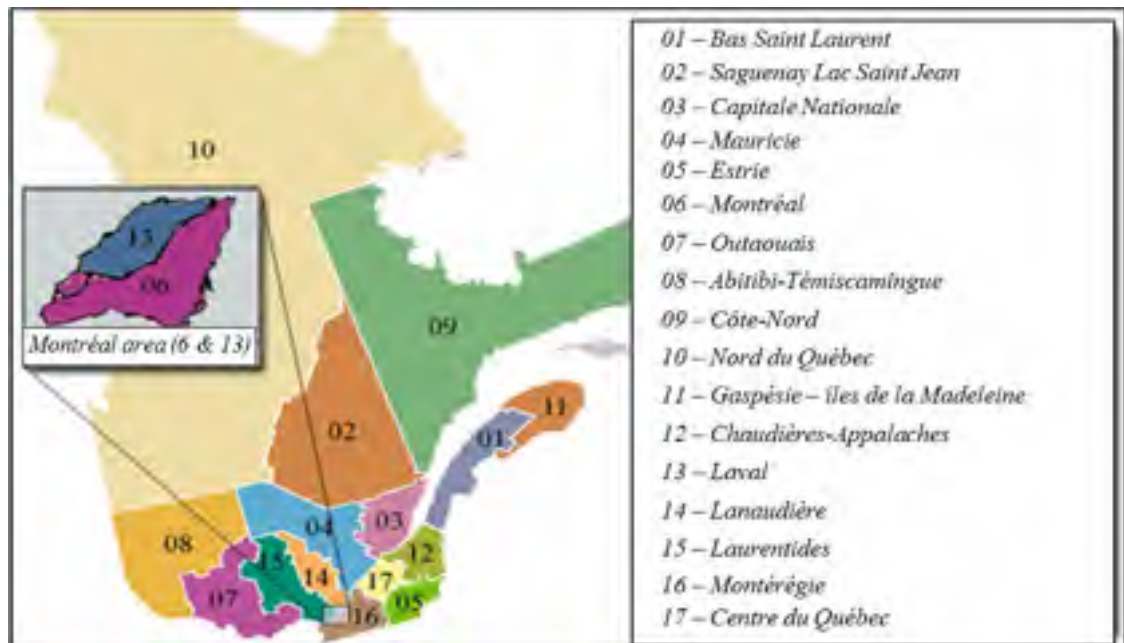 10
13
06
Montréal area (6 & 13)
09
02
11
01
08
04
03
12
15
14
17
07
16
05
01 – Bas Saint Laurent
02 – Saguenay Lac Saint Jean
03 – Capitale Nationale
04 – Mauricie
05 – Estrie
06 – Montréal
07 – Outaouais
08 – Abitibi-Témiscamingue
09 – Côte-Nord
10 – Nord du Québec
11 – Gaspésie – îles de la Madeleine
12 – Chaudières-Appalaches
13 – Laval
14 – Lanaudière
15 – Laurentides
16 – Montérégie
17 – Centre du Québec